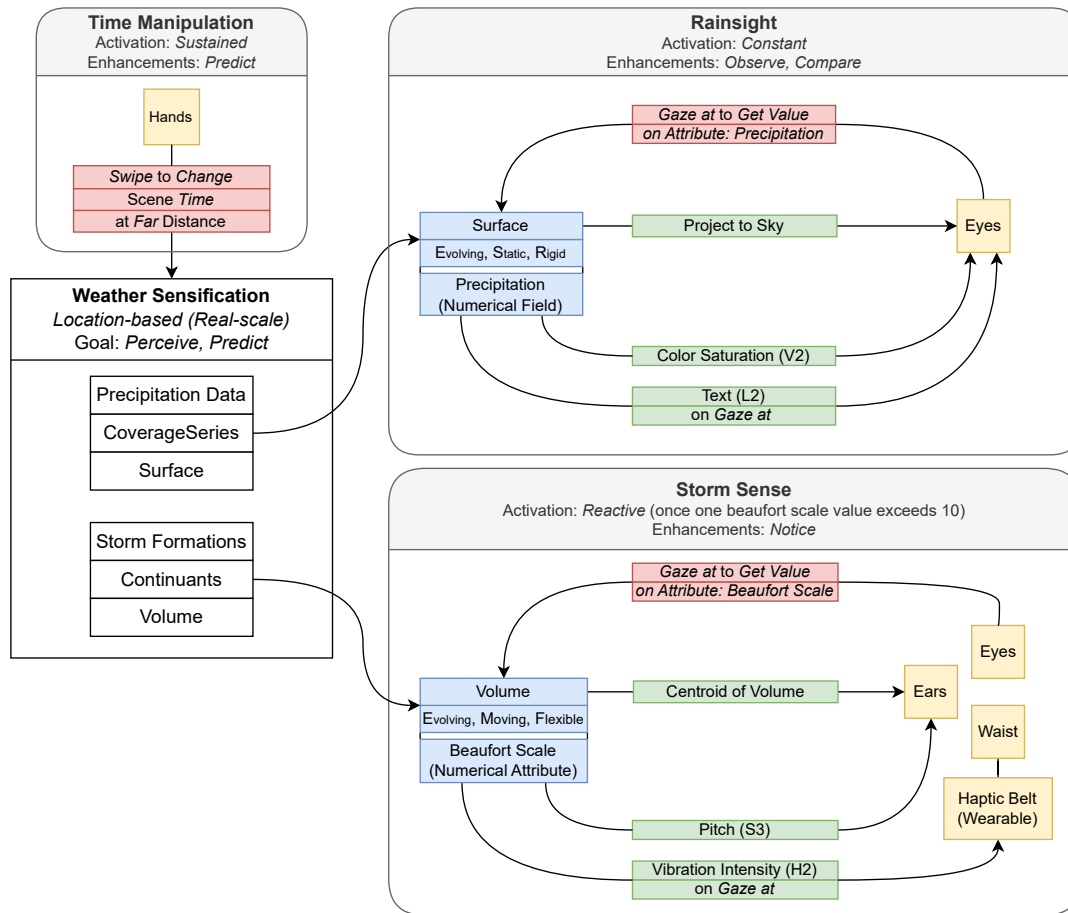 Time Manipulation
Activation: Sustained
Enhancements: Predict
Hands
Swipe to Change
Scene Time
at Far Distance
Weather Sensification
Location-based (Real-scale)
Goal: Perceive, Predict
Precipitation Data
CoverageSeries
Surface
Storm Formations
Continuants
Volume
Rainsight
Activation: Constant
Enhancements: Observe, Compare
Gaze at to Get Value
on Attribute: Precipitation
Surface
Evolving, Static, Rigid
Precipitation
(Numerical Field)
Project to Sky
Eyes
Color Saturation (V2)
Text (L2)
on Gaze at
Storm Sense
Activation: Reactive (once one beaufort scale value exceeds 10)
Enhancements: Notice
Gaze at to Get Value
on Attribute: Beaufort Scale
Eyes
Volume
Evolving, Moving, Flexible
Beaufort Scale
(Numerical Attribute)
Centroid of Volume
Ears
Waist
Haptic Belt
(Wearable)
Pitch (S3)
Vibration Intensity (H2)
on Gaze at